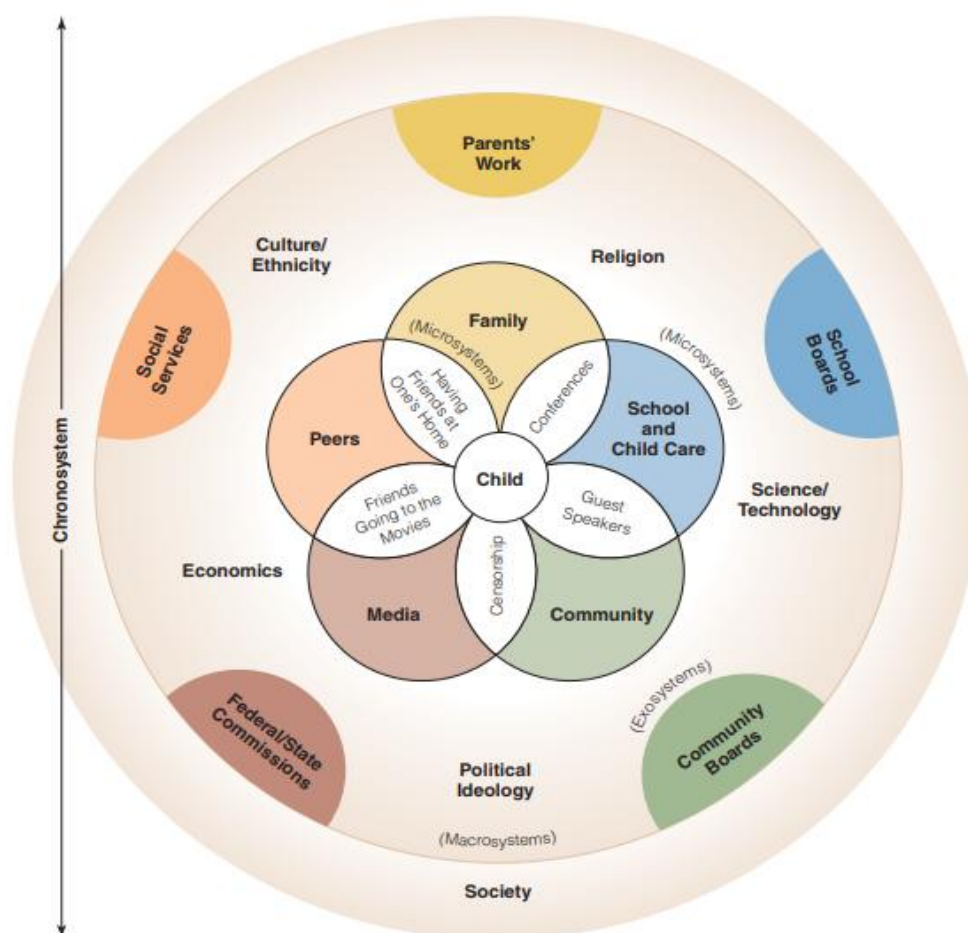 Parents'
Work
Culture/
Ethnicity
Religion
Social
Services
School
Boards
Family
(Microsystems)
(Microsystems)
Having
Friends at
One's Home
Conferences
Peers
School
and
Child Care
Child
Friends
Going to the
Movies
Guest
Speakers
Science/
Technology
Chronosystem
Economics
Censorship
Media
Community
(Exosystems)
Federal/State
Commissions
Community
Boards
Political
Ideology
(Macrosystems)
Society